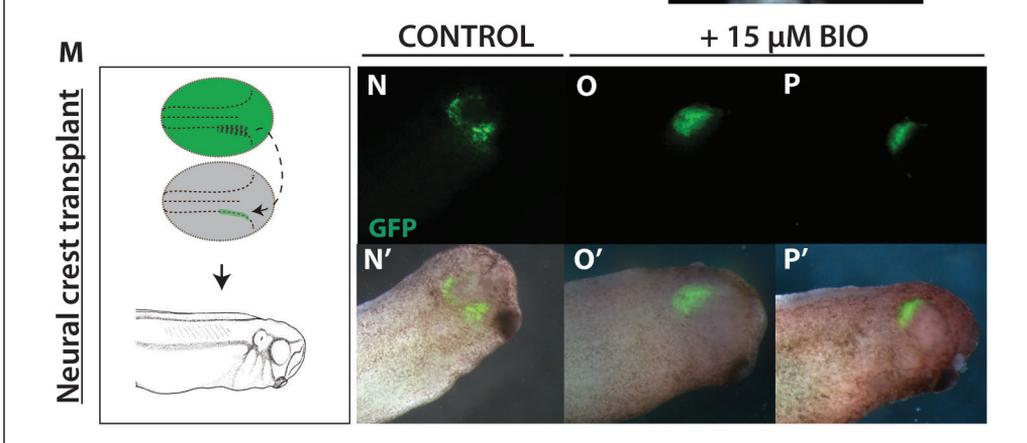 M
CONTROL
+ 15 µM BIO
Neural crest transplant
N
O
P
GFP
N’
O’
P’